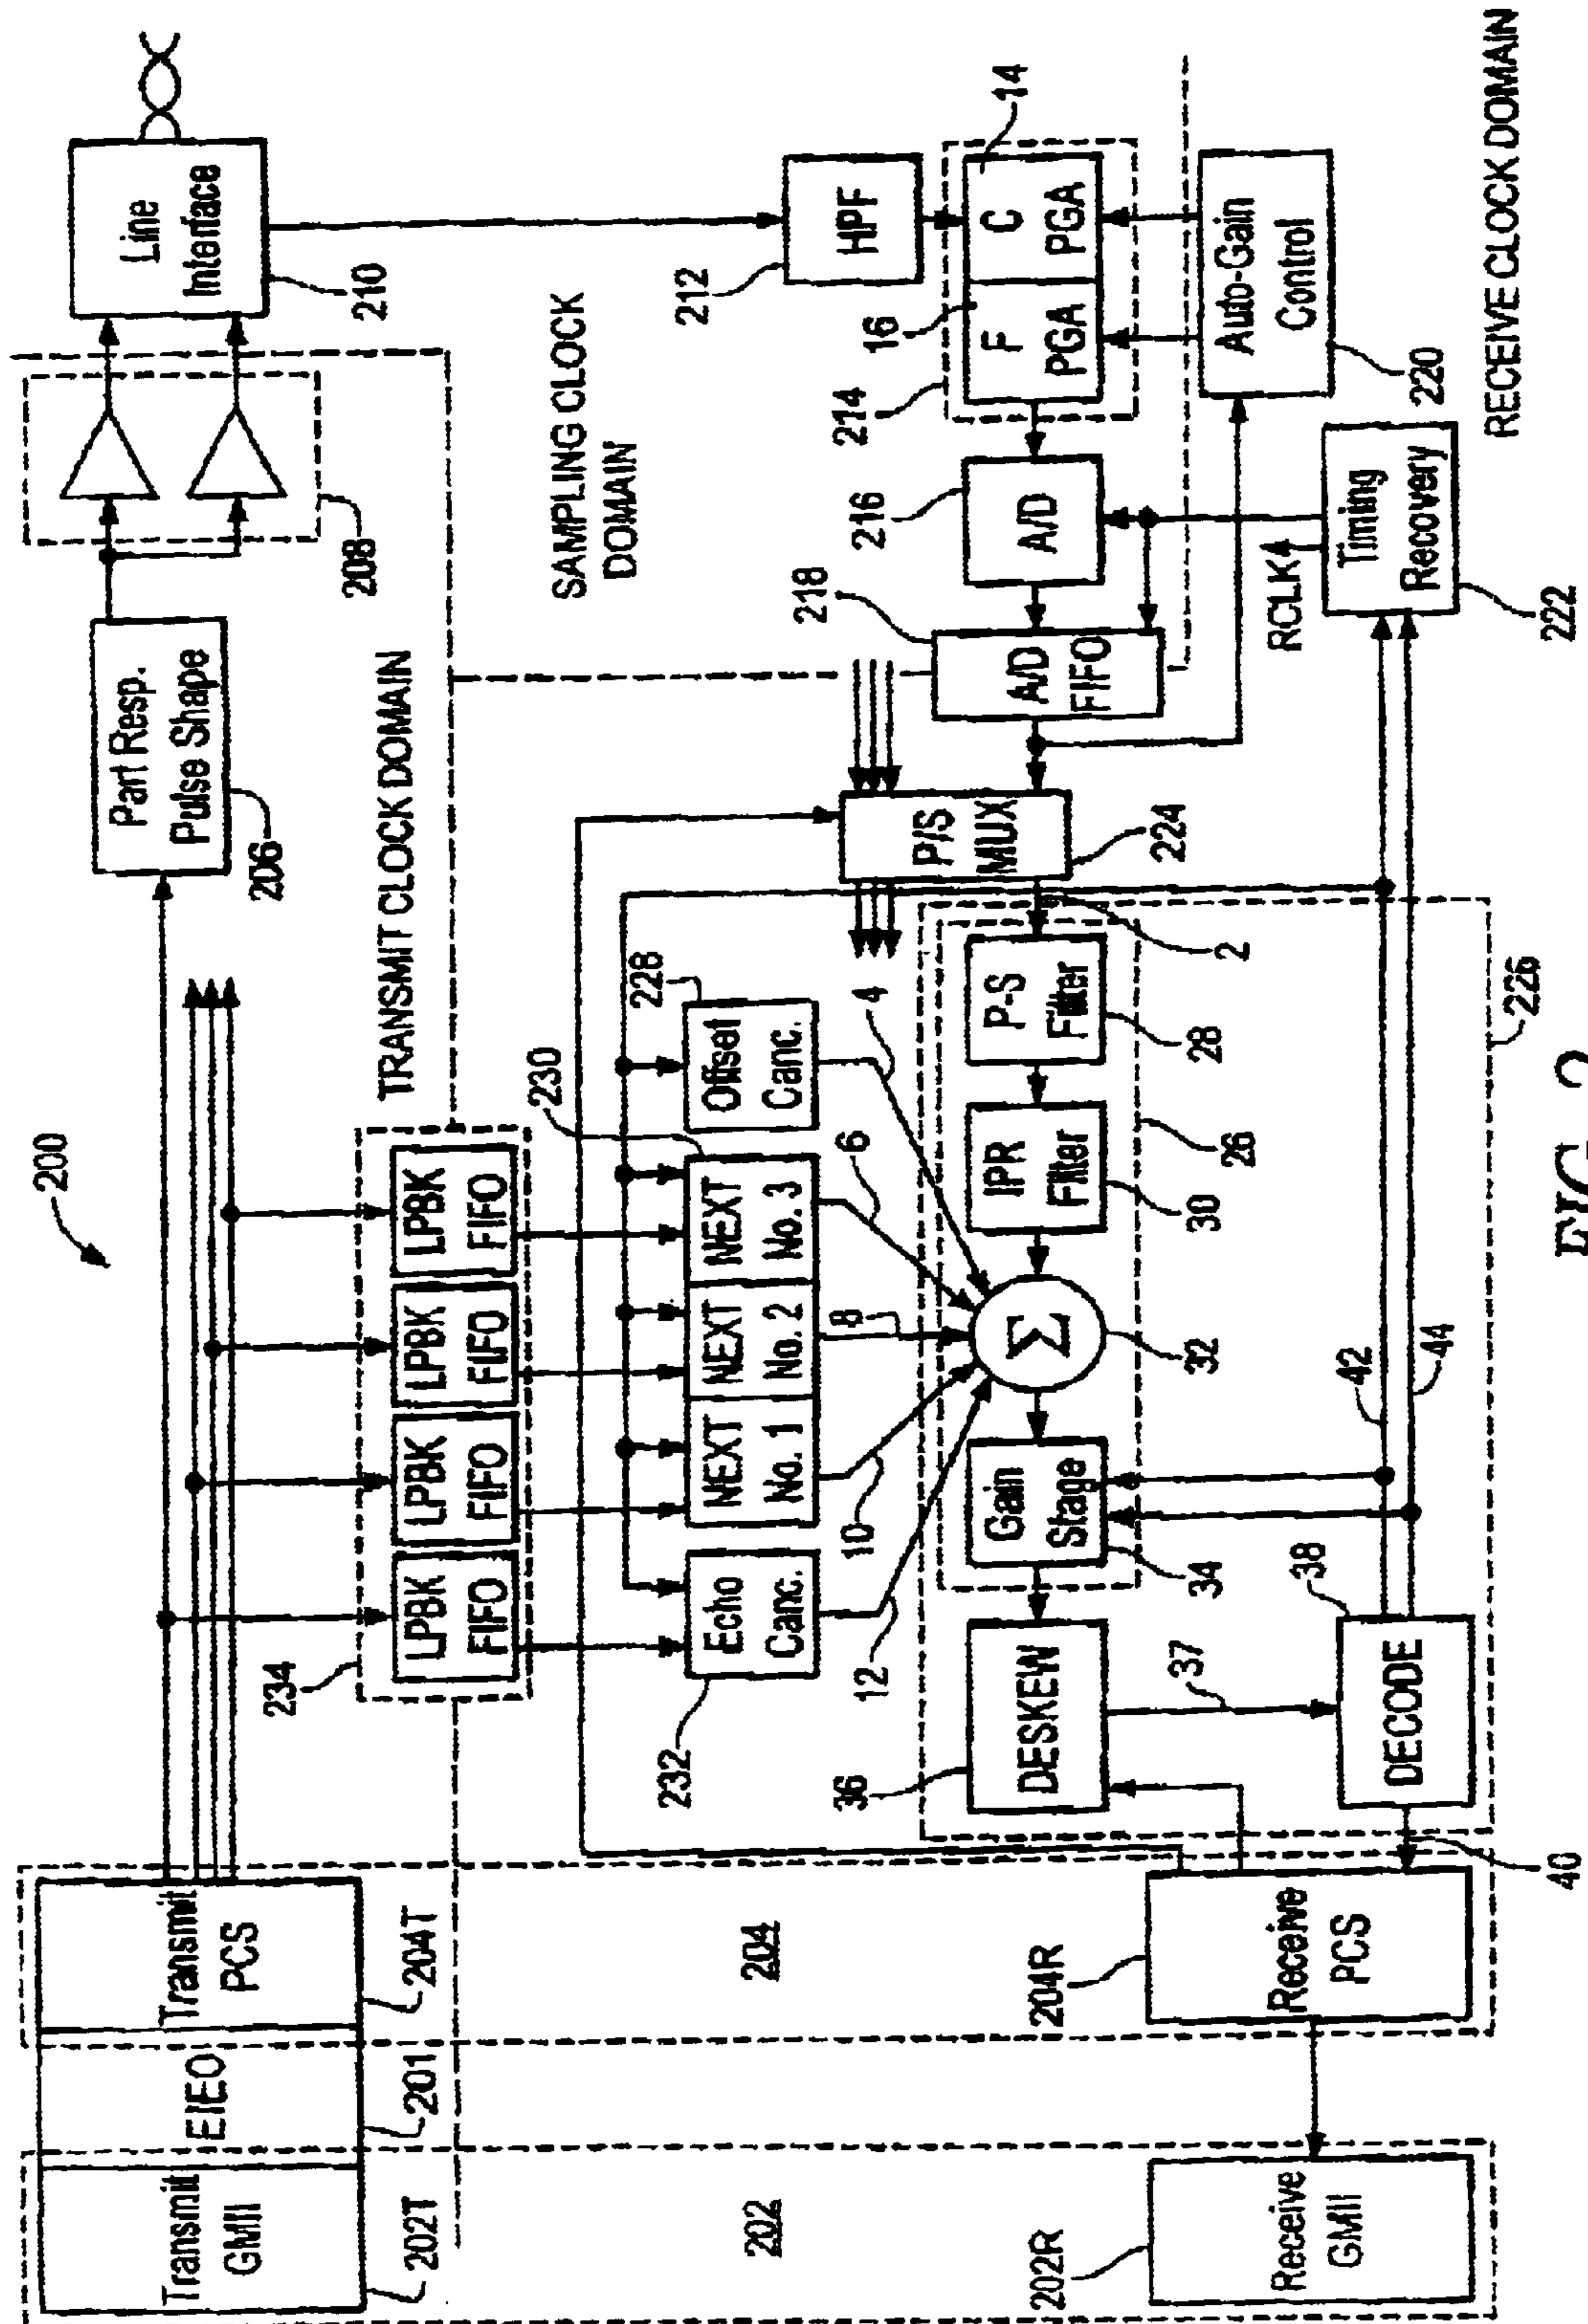 200
Transmit
GMII
202T
EIEO
201
Transmit
PCS
204T
Part Resp.
Pulse Shape
206
208
Line
Interface
210
TRANSMIT CLOCK DOMAIN
SAMPLING CLOCK
DOMAIN
234
LPBK
FIFO
LPBK
FIFO
LPBK
FIFO
LPBK
FIFO
230
228
232
Echo
Canc.
NEXT
No. 1
NEXT
No. 2
NEXT
No. 3
Offset
Canc.
12
10
8
6
4
2
202
204
P/S
MUX
224
218
A/D
FIFO
216
A/D
214
F
PGA
16
C
PGA
14
212
HPF
36
DESKEW
Gain
Stage
34
Σ
32
IPR
Filter
30
P-S
Filter
28
26
37
38
DECODE
42
44
40
202R
Receive
GMII
204R
Receive
PCS
RCLK
Timing
Recovery
222
Auto-Gain
Control
220
226
RECEIVE CLOCK DOMAIN
FIG. 2